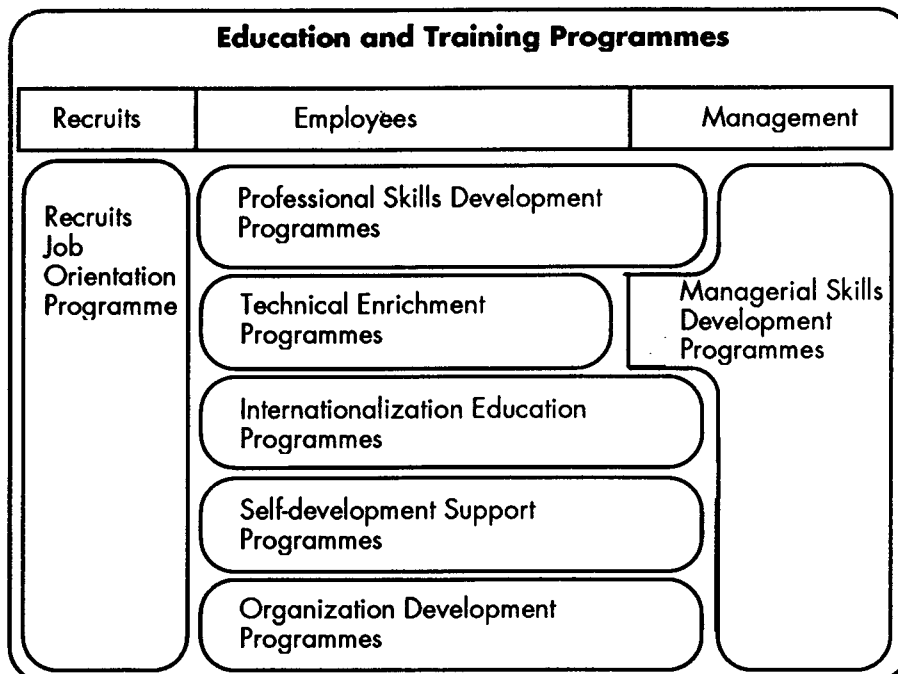 Education and Training Programmes
Recruits
Employees
Management
Recruits
Job
Orientation
Programme
Professional Skills Development
Programmes
Technical Enrichment
Programmes
Internationalization Education
Programmes
Self-development Support
Programmes
Organization Development
Programmes
Managerial Skills
Development
Programmes